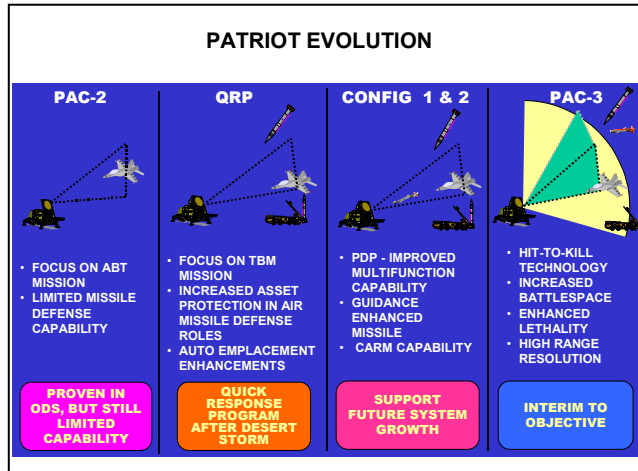 PATRIOT EVOLUTION
PAC-2
• FOCUS ON ABT
MISSION
• LIMITED MISSILE
DEFENSE CAPABILITY
PROVEN IN
ODS, BUT STILL
LIMITED
CAPABILITY
QRP
• FOCUS ON TBM
MISSION
• INCREASED ASSET
PROTECTION IN AIR
MISSILE DEFENSE
ROLES
• AUTO EMPLACEMENT
ENHANCEMENTS
QUICK
RESPONSE
PROGRAM
AFTER DESERT
STORM
CONFIG 1 & 2
• PDP - IMPROVED
MULTIFUNCTION
CAPABILITY
• GUIDANCE
ENHANCED
MISSILE
• CARM CAPABILITY
SUPPORT
FUTURE SYSTEM
GROWTH
PAC-3
• HIT-TO-KILL
TECHNOLOGY
• INCREASED
BATTLESPACE
• ENHANCED
LETHALITY
• HIGH RANGE
RESOLUTION
INTERIM TO
OBJECTIVE